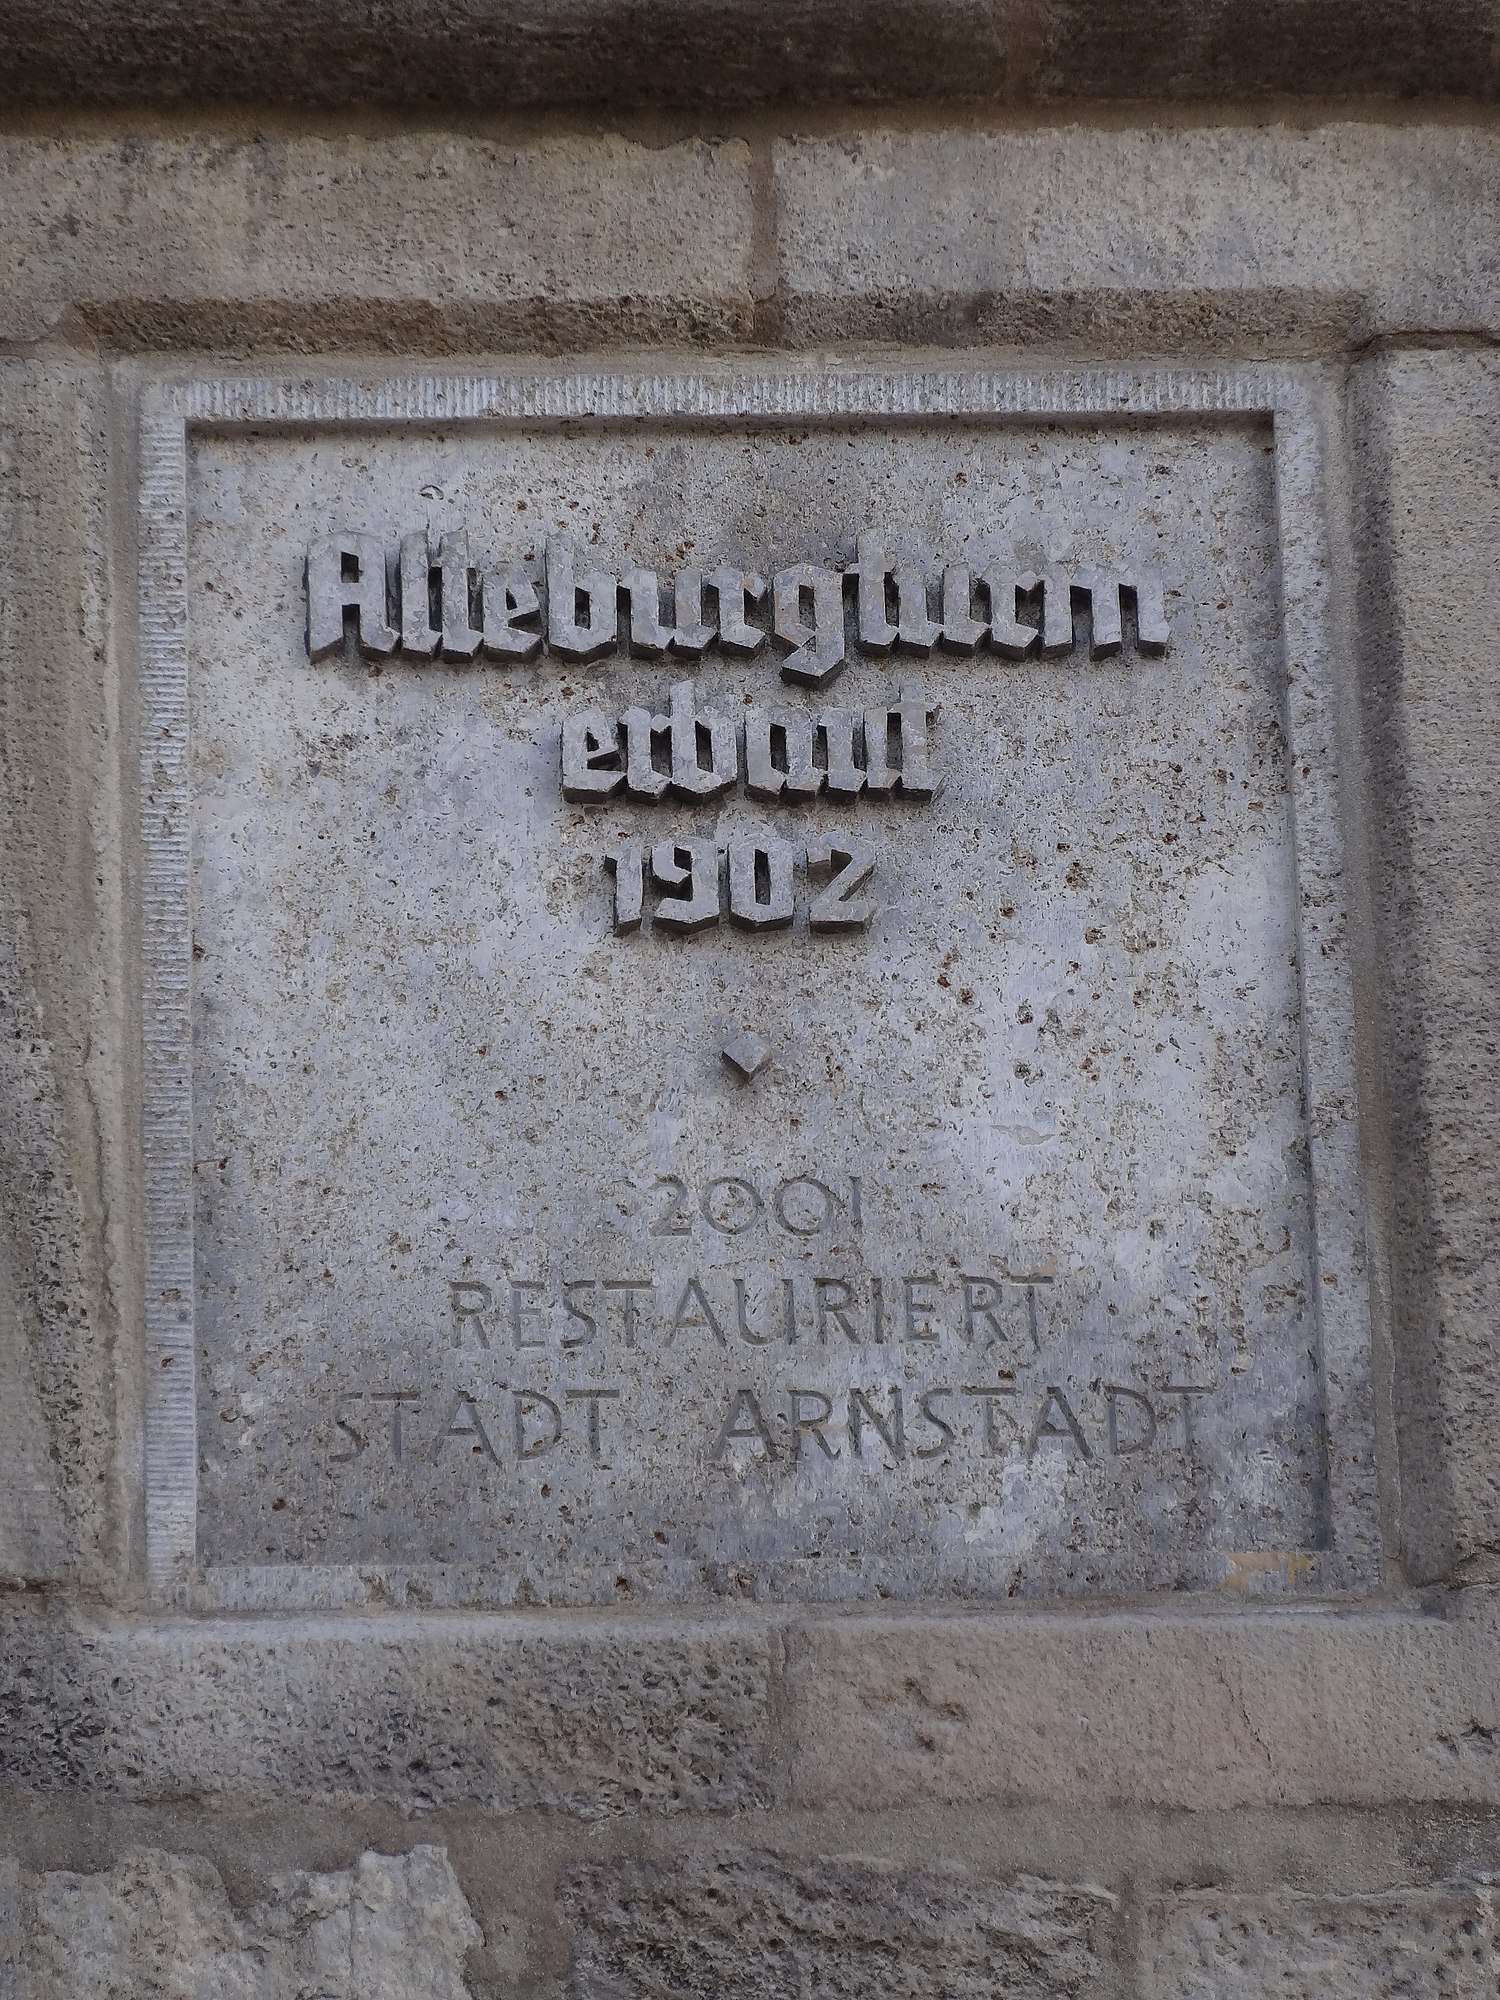 Alteburgturm
erbaut
1902
2001
RESTAURIERT
STADT ARNSTADT